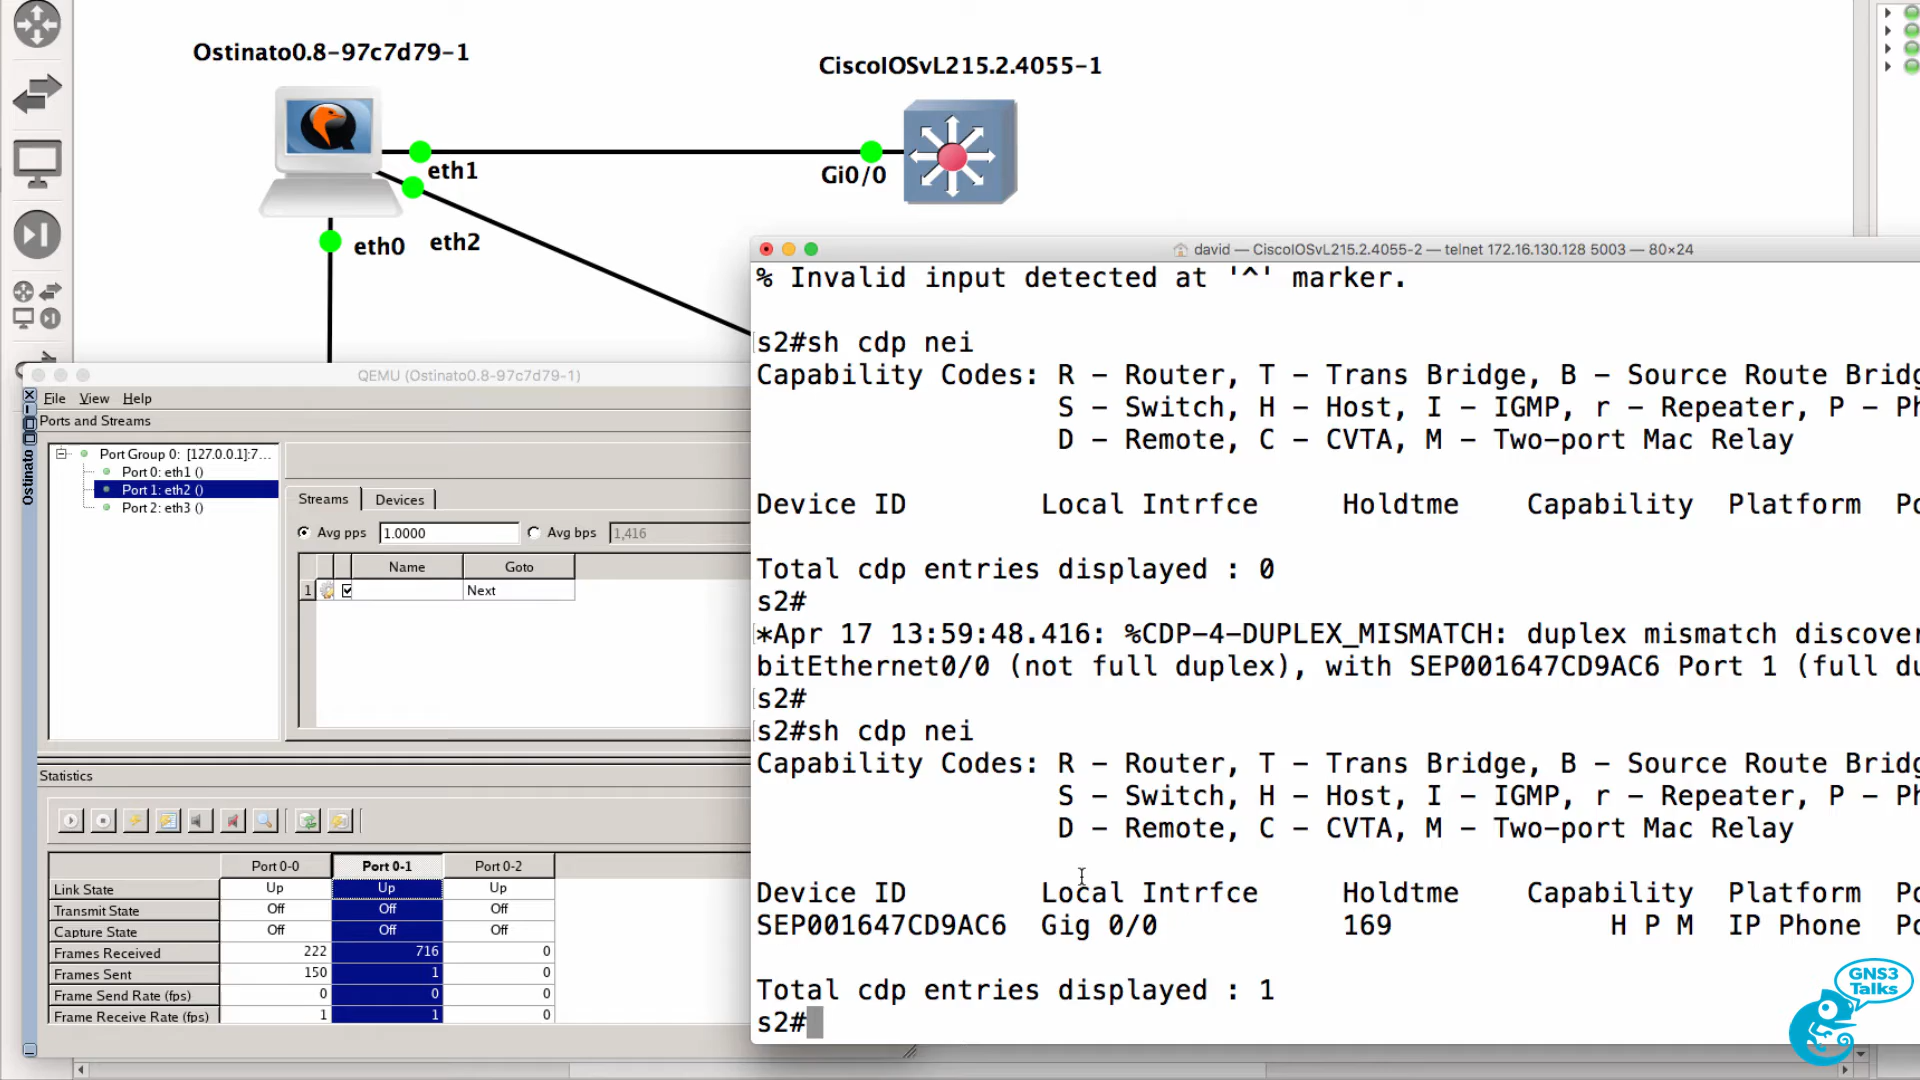 Ostinato0.8-97c7d79-1
CiscoIOSvL215.2.4055-1
eth1
Gi0/0
eth0
eth2
david — CiscoIOSvL215.2.4055-2 — telnet 172.16.130.128 5003 — 80×24
% Invalid input detected at '^' marker.
s2#sh cdp nei
Capability Codes: R - Router, T - Trans Bridge, B - Source Route Bridg
S - Switch, H - Host, I - IGMP, r - Repeater, P - Ph
D - Remote, C - CVTA, M - Two-port Mac Relay
Device ID Local Intrfce Holdtme Capability Platform Po
Total cdp entries displayed : 0
s2#
*Apr 17 13:59:48.416: %CDP-4-DUPLEX_MISMATCH: duplex mismatch discover
bitEthernet0/0 (not full duplex), with SEP001647CD9AC6 Port 1 (full du
s2#
s2#sh cdp nei
Capability Codes: R - Router, T - Trans Bridge, B - Source Route Bridg
S - Switch, H - Host, I - IGMP, r - Repeater, P - Ph
D - Remote, C - CVTA, M - Two-port Mac Relay
Device ID Local Intrfce Holdtme Capability Platform Po
SEP001647CD9AC6 Gig 0/0 169 H P M IP Phone Po
Total cdp entries displayed : 1
s2#
QEMU (Ostinato0.8-97c7d79-1)
File View Help
Ostinato
Ports and Streams
Port Group 0: [127.0.0.1]:7...
Port 0: eth1 ()
Port 1: eth2 ()
Port 2: eth3 ()
Streams Devices
Avg pps 1.0000 Avg bps 1,416
Name Goto
1 Next
Statistics
Port 0-0 Port 0-1 Port 0-2
Link State Up Up Up
Transmit State Off Off Off
Capture State Off Off Off
Frames Received 222 716 0
Frames Sent 150 1 0
Frame Send Rate (fps) 0 0 0
Frame Receive Rate (fps) 1 1 0
GNS3
Talks